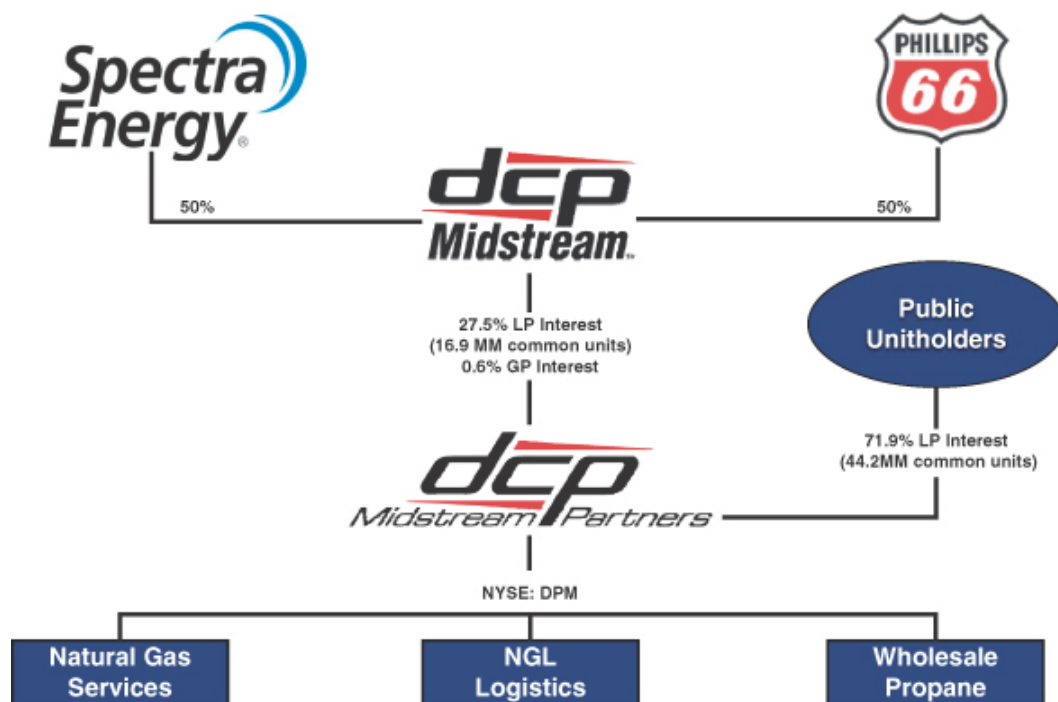 Spectra
Energy®
PHILLIPS
66
dcp
Midstream
50%
50%
27.5% LP Interest
(16.9 MM common units)
0.6% GP Interest
Public
Unitholders
71.9% LP Interest
(44.2MM common units)
dcp
Midstream Partners
NYSE: DPM
Natural Gas
Services
NGL
Logistics
Wholesale
Propane